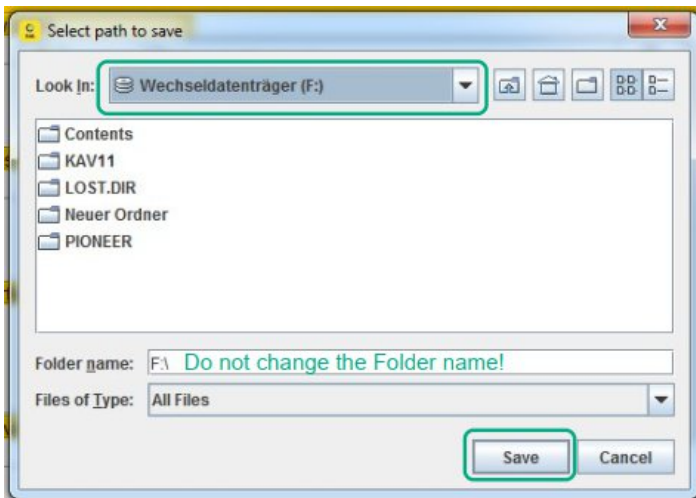 Select path to save
Look In: Wechseldatenträger (F:)
Contents
KAV11
LOST.DIR
Neuer Ordner
PIONEER
Folder name: F:\ Do not change the Folder name!
Files of Type: All Files
Save Cancel